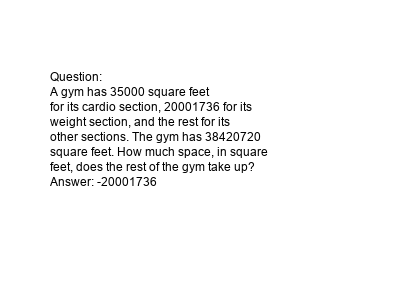 Question:
A gym has 35000 square feet
for its cardio section, 20001736 for its
weight section, and the rest for its
other sections. The gym has 38420720
square feet. How much space, in square
feet, does the rest of the gym take up?
Answer: -20001736